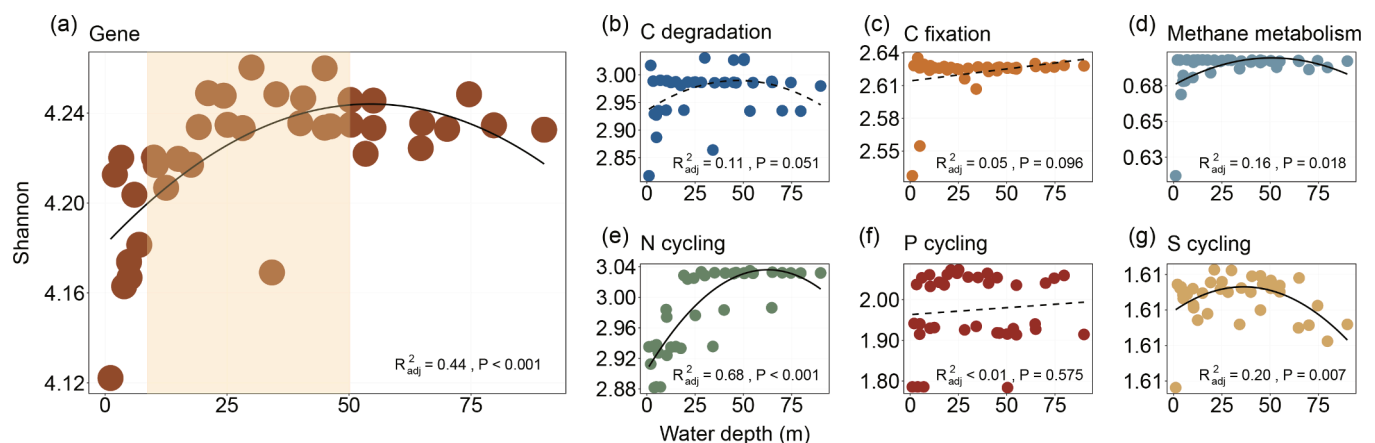 (a) Gene
Shannon
4.24
4.20
4.16
4.12
0 25 50 75
R²adj = 0.44 , P < 0.001
(b) C degradation
3.00
2.95
2.90
2.85
0 25 50 75
R²adj = 0.11 , P = 0.051
(c) C fixation
2.64
2.61
2.58
2.55
0 25 50 75
R²adj = 0.05 , P = 0.096
(d) Methane metabolism
0.68
0.65
0.63
0 25 50 75
R²adj = 0.16 , P = 0.018
(e) N cycling
3.04
3.00
2.96
2.92
2.88
0 25 50 75
R²adj = 0.68 , P < 0.001
(f) P cycling
2.00
1.90
1.80
0 25 50 75
R²adj < 0.01 , P = 0.575
(g) S cycling
1.61
1.61
1.61
1.61
0 25 50 75
R²adj = 0.20 , P = 0.007
Water depth (m)